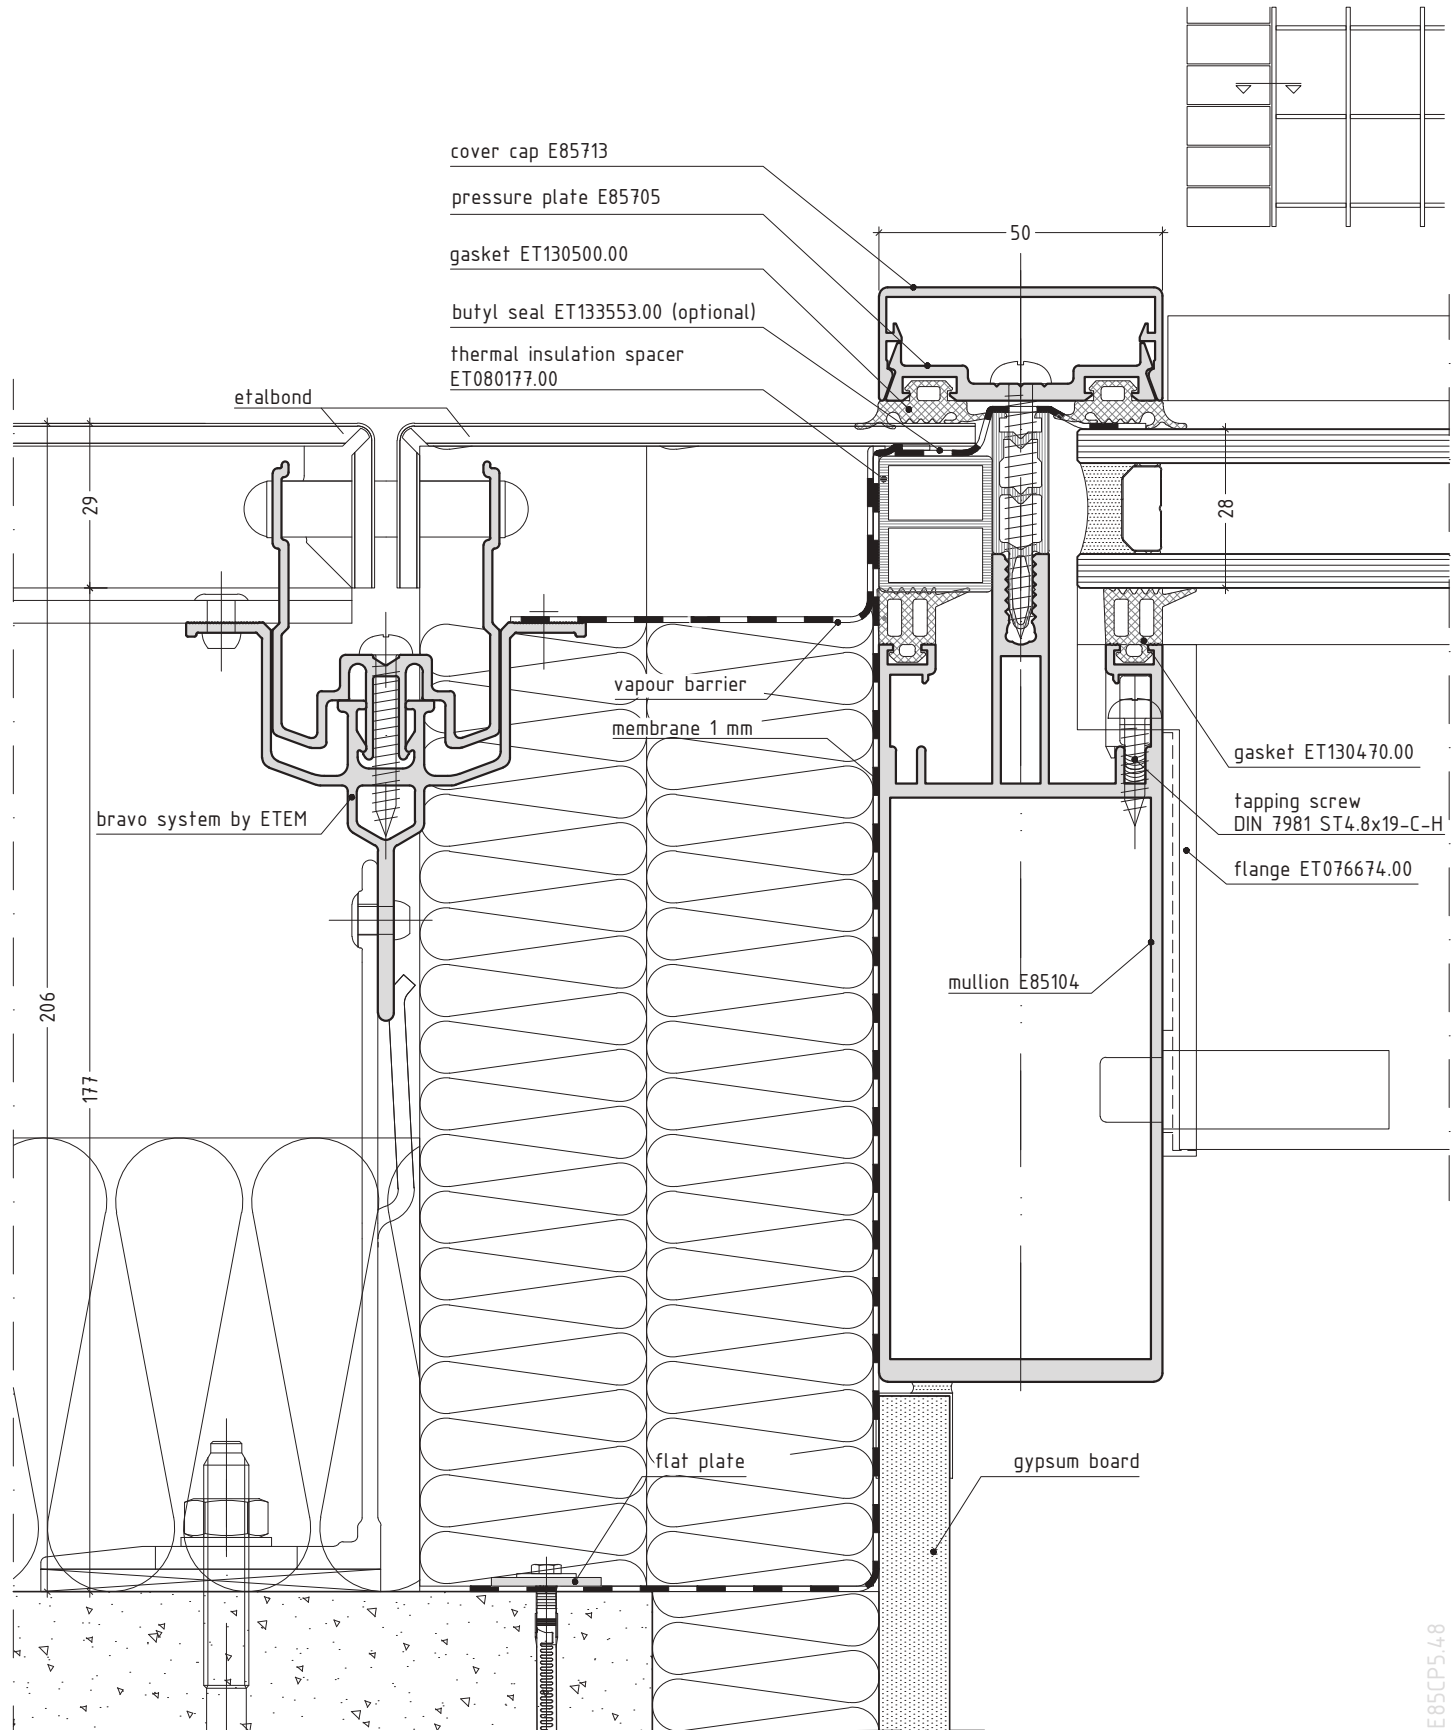 cover cap E85713
pressure plate E85705
50
gasket ET130500.00
butyl seal ET133553.00 (optional)
thermal insulation spacer
ET080177.00
etalbond
29
28
vapour barrier
membrane 1 mm
gasket ET130470.00
tapping screw
DIN 7981 ST4.8x19-C-H
bravo system by ETEM
flange ET076674.00
mullion E85104
206
177
flat plate
gypsum board
E85CP5.48